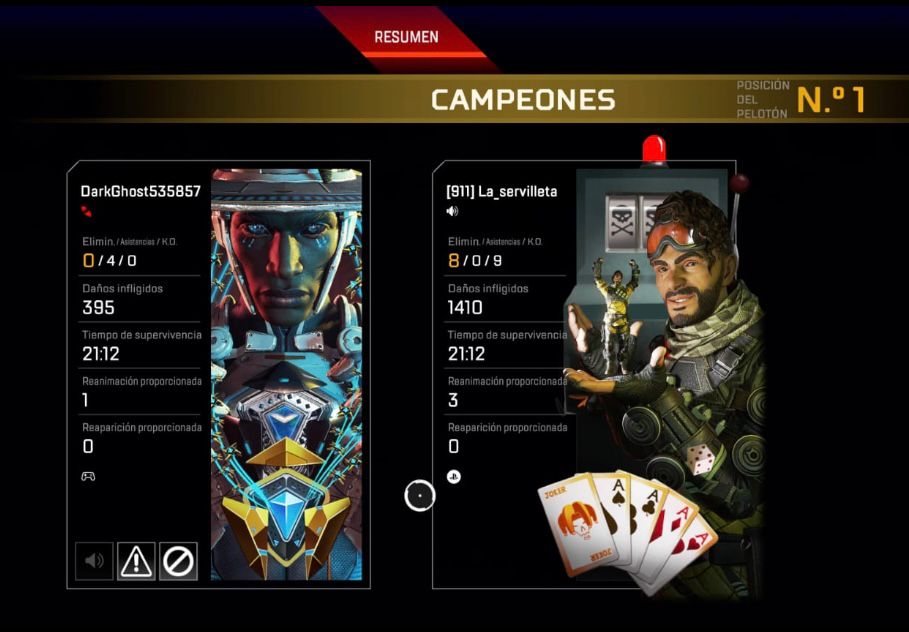 RESUMEN
CAMPEONES
POSICIÓN
DEL
PELOTÓN
N.º 1
DarkGhost535857
Elimin. / Asistencias / K.O.
0 / 4 / 0
Daños infligidos
395
Tiempo de supervivencia
21:12
Reanimación proporcionada
1
Reaparición proporcionada
0
[911] La_servilleta
Elimin. / Asistencias / K.O.
8 / 0 / 9
Daños infligidos
1410
Tiempo de supervivencia
21:12
Reanimación proporcionada
3
Reaparición proporcionada
0
JOKER
A
A
A
A
JOKER